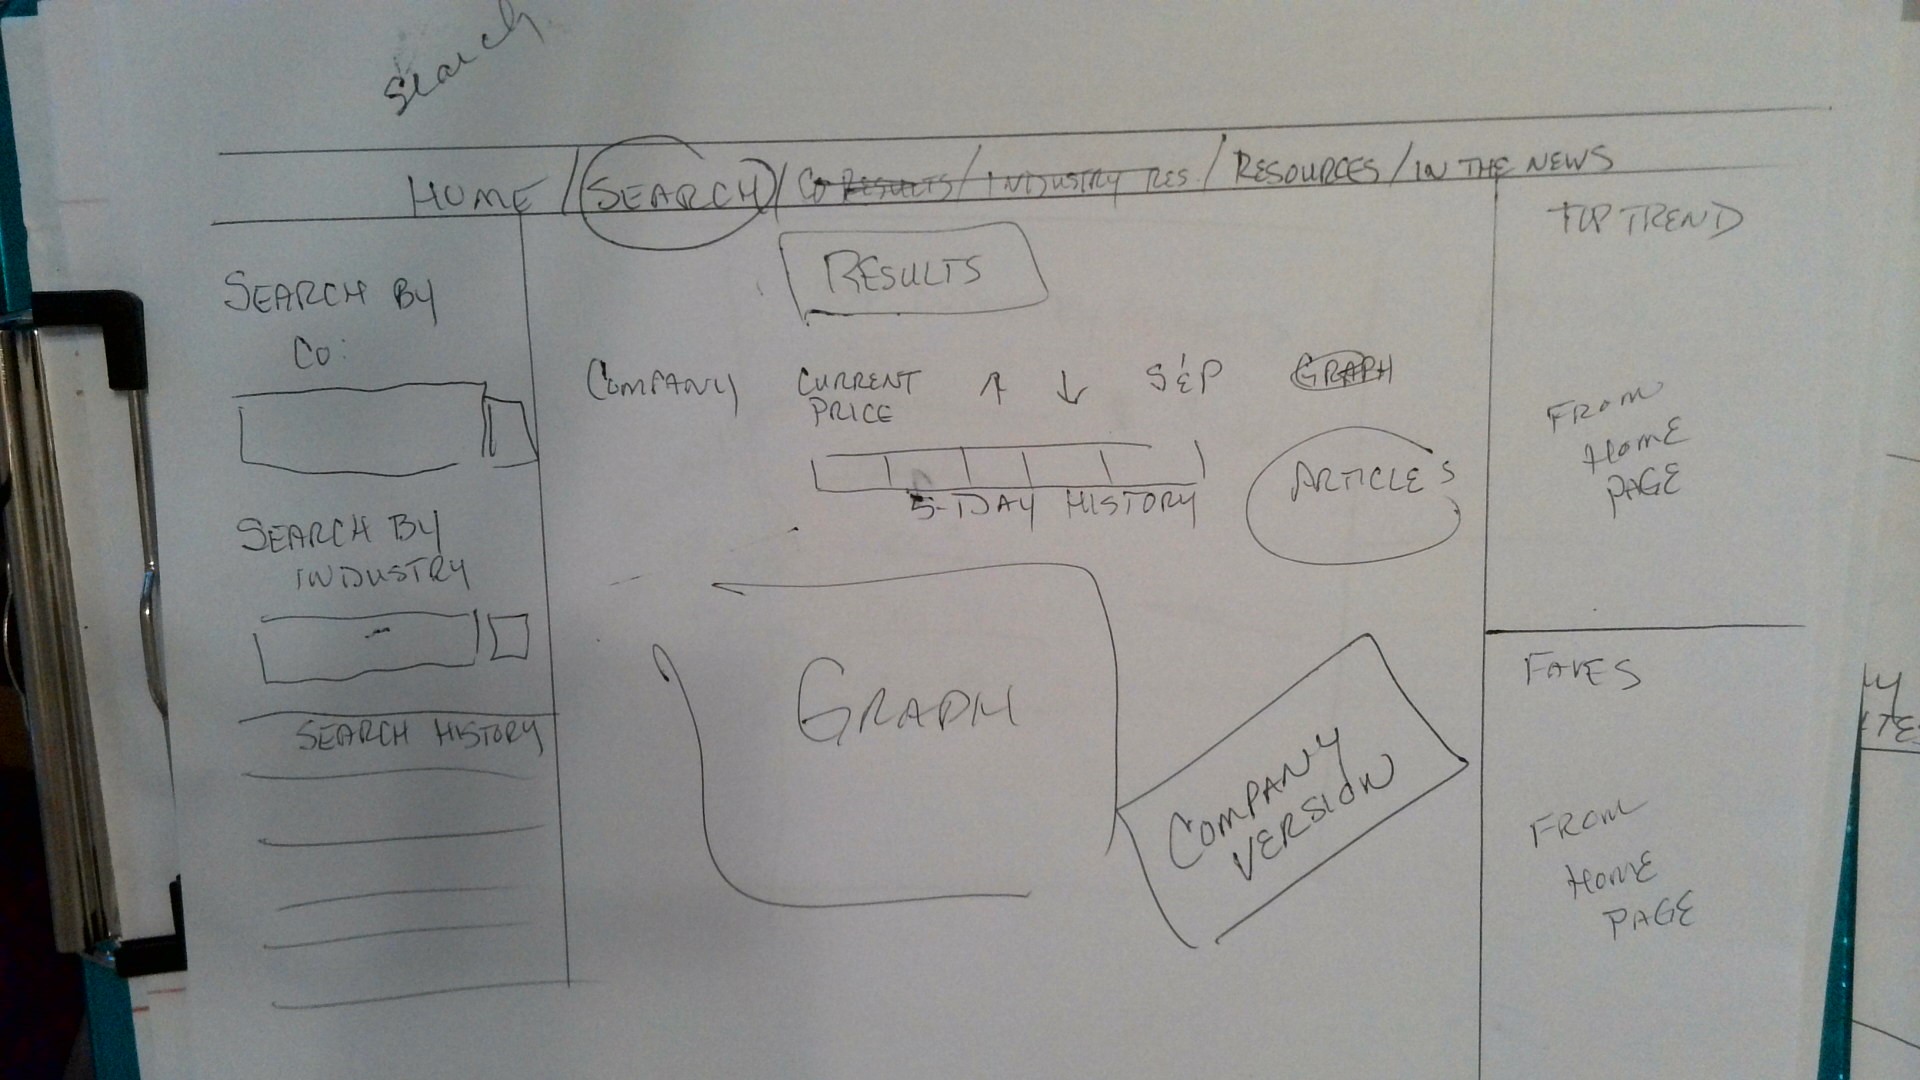 Search
HOME / SEARCH / CO RESULTS / INDUSTRY RES / RESOURCES / IN THE NEWS
SEARCH BY
CO:
SEARCH BY
INDUSTRY
SEARCH HISTORY
RESULTS
COMPANY CURRENT PRICE ↑ ↓ S&P GRAPH
5-DAY HISTORY
ARTICLES
GRAPH
COMPANY
VERSION
TOP TREND
FROM
HOME
PAGE
FAVES
FROM
HOME
PAGE